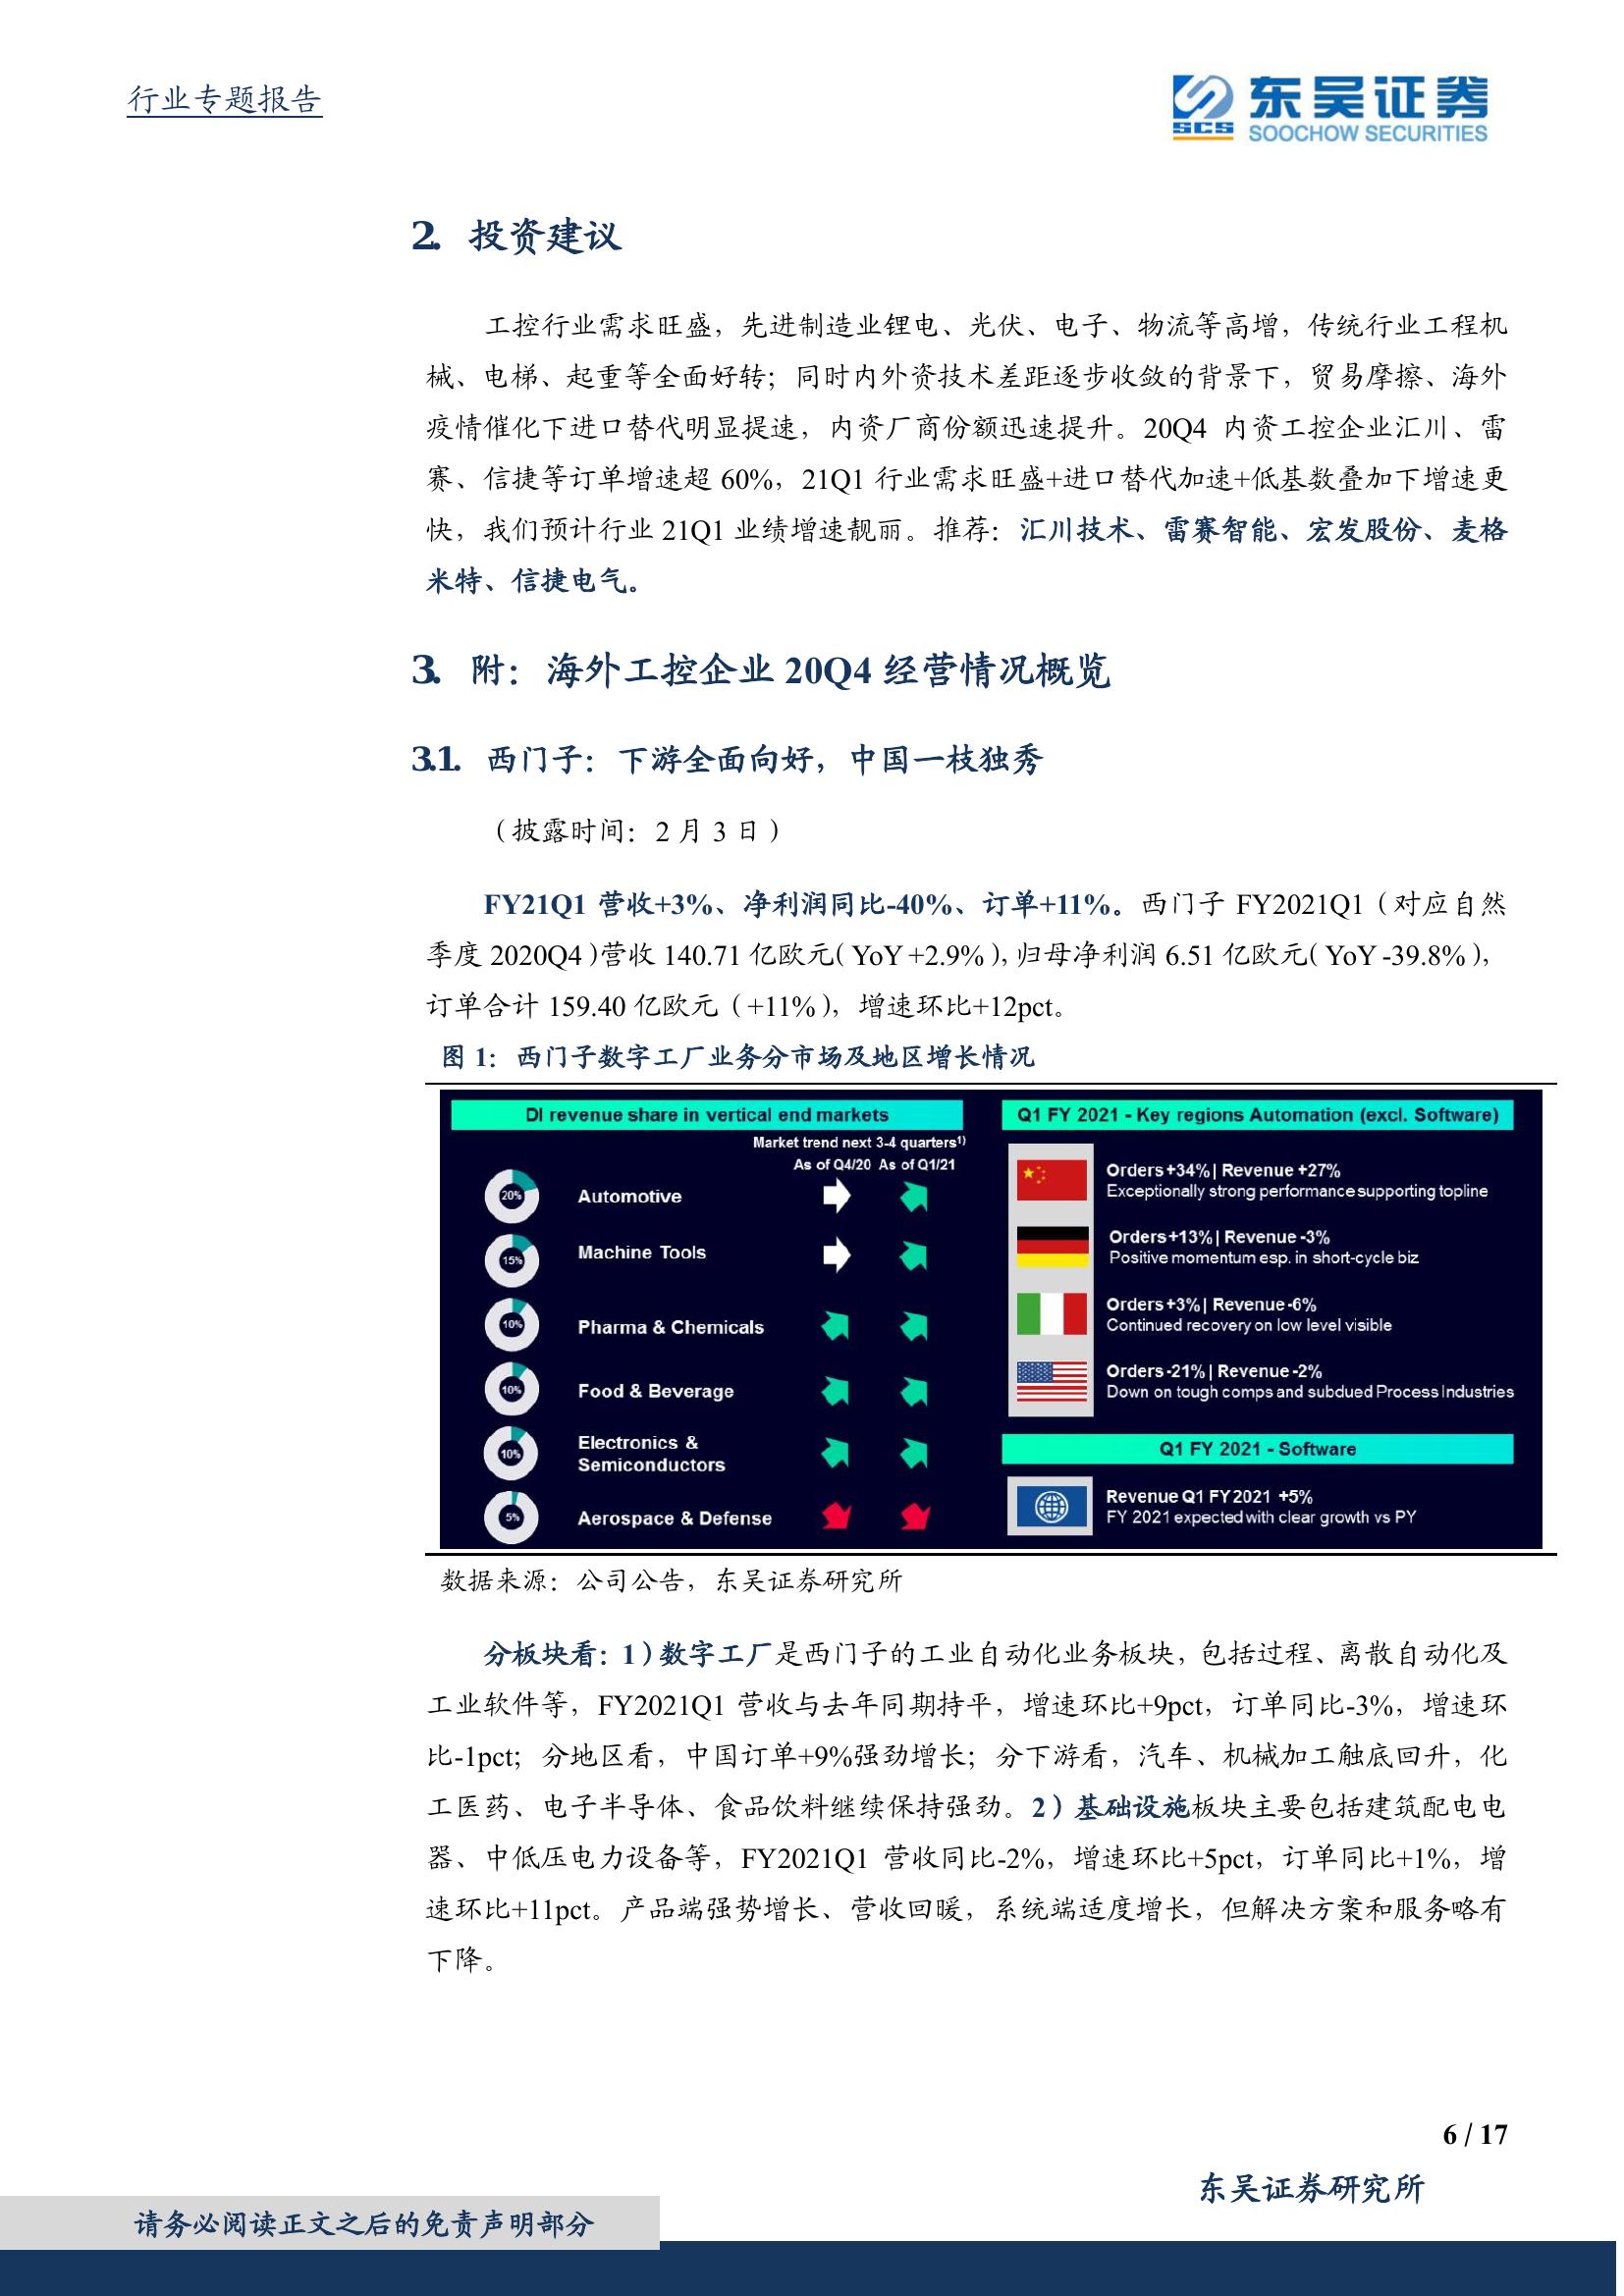 行业专题报告
SCS
东吴证券
SOOCHOW SECURITIES
2. 投资建议
工控行业需求旺盛，先进制造业锂电、光伏、电子、物流等高增，传统行业工程机
械、电梯、起重等全面好转；同时内外资技术差距逐步收敛的背景下，贸易摩擦、海外
疫情催化下进口替代明显提速，内资厂商份额迅速提升。20Q4 内资工控企业汇川、雷
赛、信捷等订单增速超 60%，21Q1 行业需求旺盛+进口替代加速+低基数叠加下增速更
快，我们预计行业 21Q1 业绩增速靓丽。推荐：汇川技术、雷赛智能、宏发股份、麦格
米特、信捷电气。
3. 附：海外工控企业 20Q4 经营情况概览
3.1. 西门子：下游全面向好，中国一枝独秀
（披露时间：2 月 3 日）
FY21Q1 营收+3%、净利润同比-40%、订单+11%。西门子 FY2021Q1（对应自然
季度 2020Q4）营收 140.71 亿欧元（YoY +2.9%），归母净利润 6.51 亿欧元（YoY -39.8%），
订单合计 159.40 亿欧元（+11%），增速环比+12pct。
图 1：西门子数字工厂业务分市场及地区增长情况
DI revenue share in vertical end markets
Market trend next 3-4 quarters¹⁾
As of Q4/20 As of Q1/21
20% Automotive
15% Machine Tools
10% Pharma & Chemicals
10% Food & Beverage
10% Electronics &
Semiconductors
5% Aerospace & Defense
Q1 FY 2021 - Key regions Automation (excl. Software)
Orders +34% | Revenue +27%
Exceptionally strong performance supporting topline
Orders +13% | Revenue -3%
Positive momentum esp. in short-cycle biz
Orders +3% | Revenue -6%
Continued recovery on low level visible
Orders -21% | Revenue -2%
Down on tough comps and subdued Process Industries
Q1 FY 2021 - Software
Revenue Q1 FY 2021 +5%
FY 2021 expected with clear growth vs PY
数据来源：公司公告，东吴证券研究所
分板块看：1）数字工厂是西门子的工业自动化业务板块，包括过程、离散自动化及
工业软件等，FY2021Q1 营收与去年同期持平，增速环比+9pct，订单同比-3%，增速环
比-1pct；分地区看，中国订单+9%强劲增长；分下游看，汽车、机械加工触底回升，化
工医药、电子半导体、食品饮料继续保持强劲。2）基础设施板块主要包括建筑配电电
器、中低压电力设备等，FY2021Q1 营收同比-2%，增速环比+5pct，订单同比+1%，增
速环比+11pct。产品端强势增长、营收回暖，系统端适度增长，但解决方案和服务略有
下降。
6 / 17
东吴证券研究所
请务必阅读正文之后的免责声明部分